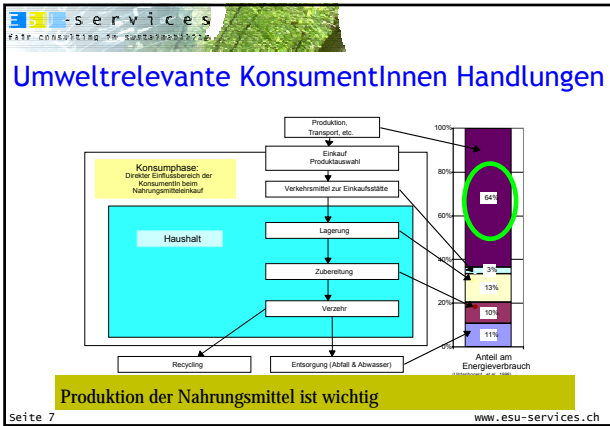 ESU-services
fair consulting in sustainability
Umweltrelevante KonsumentInnen Handlungen
Produktion,
Transport, etc.
Einkauf
Produktauswahl
Konsumphase:
Direkter Einflussbereich der
KonsumentIn beim
Nahrungsmitteleinkauf
Verkehrsmittel zur Einkaufsstätte
Haushalt
Lagerung
Zubereitung
Verzehr
Recycling
Entsorgung (Abfall & Abwasser)
100%
80%
60%
40%
20%
0%
64%
3%
13%
10%
11%
Anteil am
Energieverbrauch
Produktion der Nahrungsmittel ist wichtig
Seite 7
www.esu-services.ch